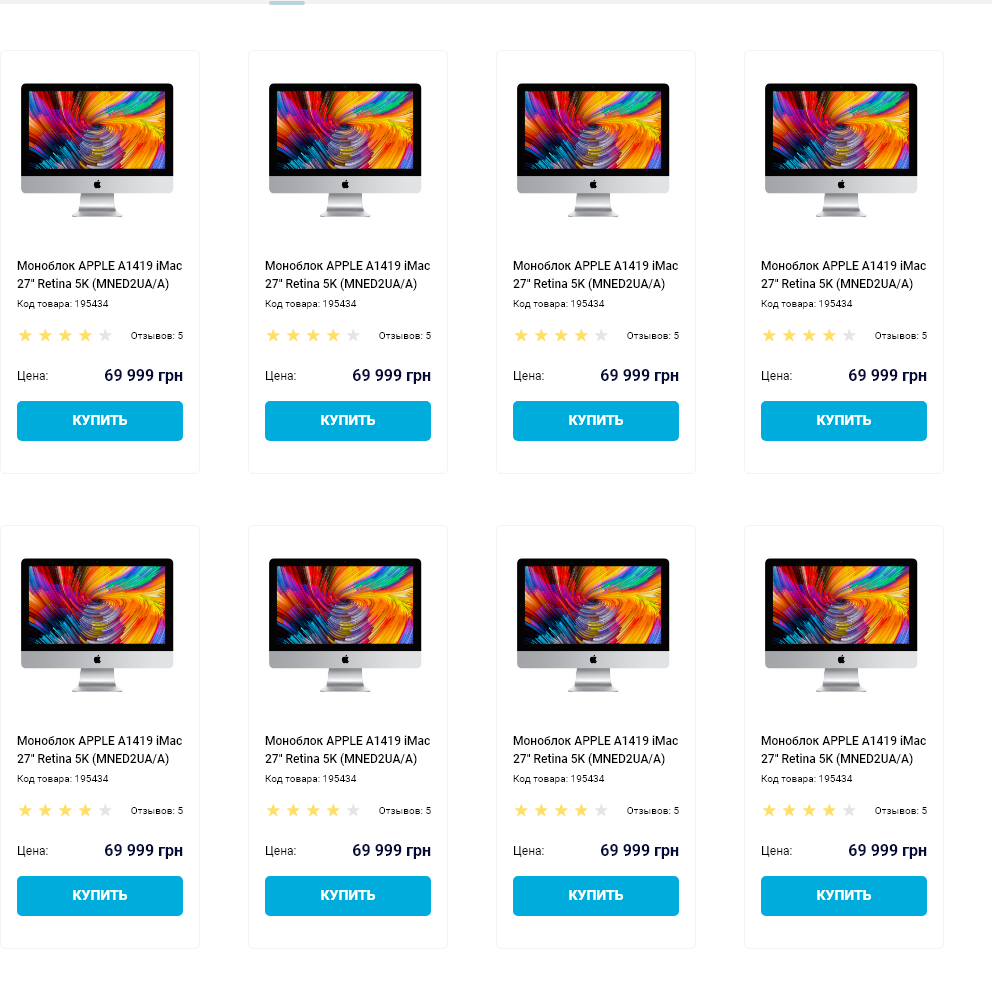 Моноблок APPLE A1419 iMac
27" Retina 5K (MNED2UA/A)
Код товара: 195434
Отзывов: 5
Цена: 69 999 грн
КУПИТЬ
Моноблок APPLE A1419 iMac
27" Retina 5K (MNED2UA/A)
Код товара: 195434
Отзывов: 5
Цена: 69 999 грн
КУПИТЬ
Моноблок APPLE A1419 iMac
27" Retina 5K (MNED2UA/A)
Код товара: 195434
Отзывов: 5
Цена: 69 999 грн
КУПИТЬ
Моноблок APPLE A1419 iMac
27" Retina 5K (MNED2UA/A)
Код товара: 195434
Отзывов: 5
Цена: 69 999 грн
КУПИТЬ
Моноблок APPLE A1419 iMac
27" Retina 5K (MNED2UA/A)
Код товара: 195434
Отзывов: 5
Цена: 69 999 грн
КУПИТЬ
Моноблок APPLE A1419 iMac
27" Retina 5K (MNED2UA/A)
Код товара: 195434
Отзывов: 5
Цена: 69 999 грн
КУПИТЬ
Моноблок APPLE A1419 iMac
27" Retina 5K (MNED2UA/A)
Код товара: 195434
Отзывов: 5
Цена: 69 999 грн
КУПИТЬ
Моноблок APPLE A1419 iMac
27" Retina 5K (MNED2UA/A)
Код товара: 195434
Отзывов: 5
Цена: 69 999 грн
КУПИТЬ